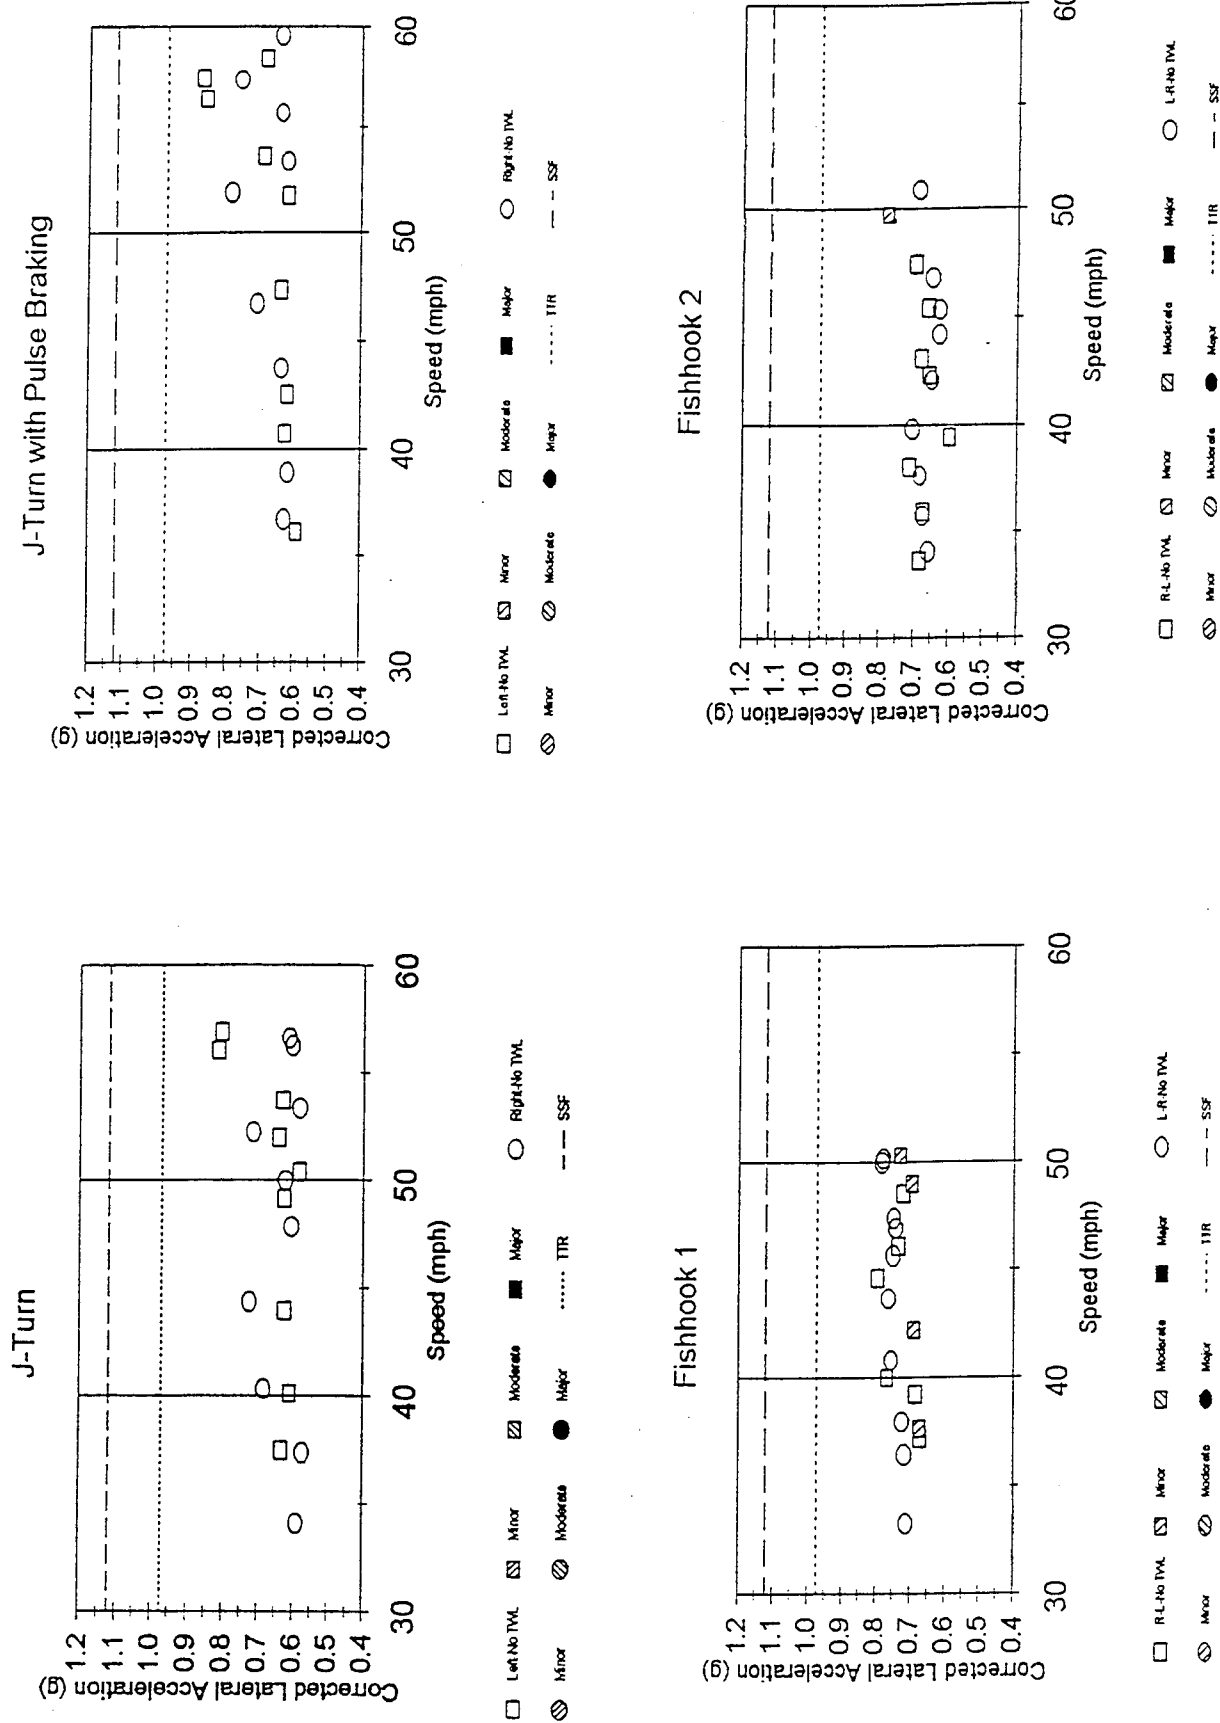 J-Turn
Corrected Lateral Acceleration (g)
1.2
1.1
1.0
0.9
0.8
0.7
0.6
0.5
0.4
30 40 50 60
Speed (mph)
Left-No TWL Minor Moderate Major Right-No TWL
Minor Moderate Major TTR SSF
J-Turn with Pulse Braking
Corrected Lateral Acceleration (g)
1.2
1.1
1.0
0.9
0.8
0.7
0.6
0.5
0.4
30 40 50 60
Speed (mph)
Left-No TWL Minor Moderate Major Right-No TWL
Minor Moderate Major TTR SSF
Fishhook 1
Corrected Lateral Acceleration (g)
1.2
1.1
1.0
0.9
0.8
0.7
0.6
0.5
0.4
30 40 50 60
Speed (mph)
R-L-No TWL Minor Moderate Major L-R-No TWL
Minor Moderate Major TTR SSF
Fishhook 2
Corrected Lateral Acceleration (g)
1.2
1.1
1.0
0.9
0.8
0.7
0.6
0.5
0.4
30 40 50 60
Speed (mph)
R-L-No TWL Minor Moderate Major L-R-No TWL
Minor Moderate Major TTR SSF